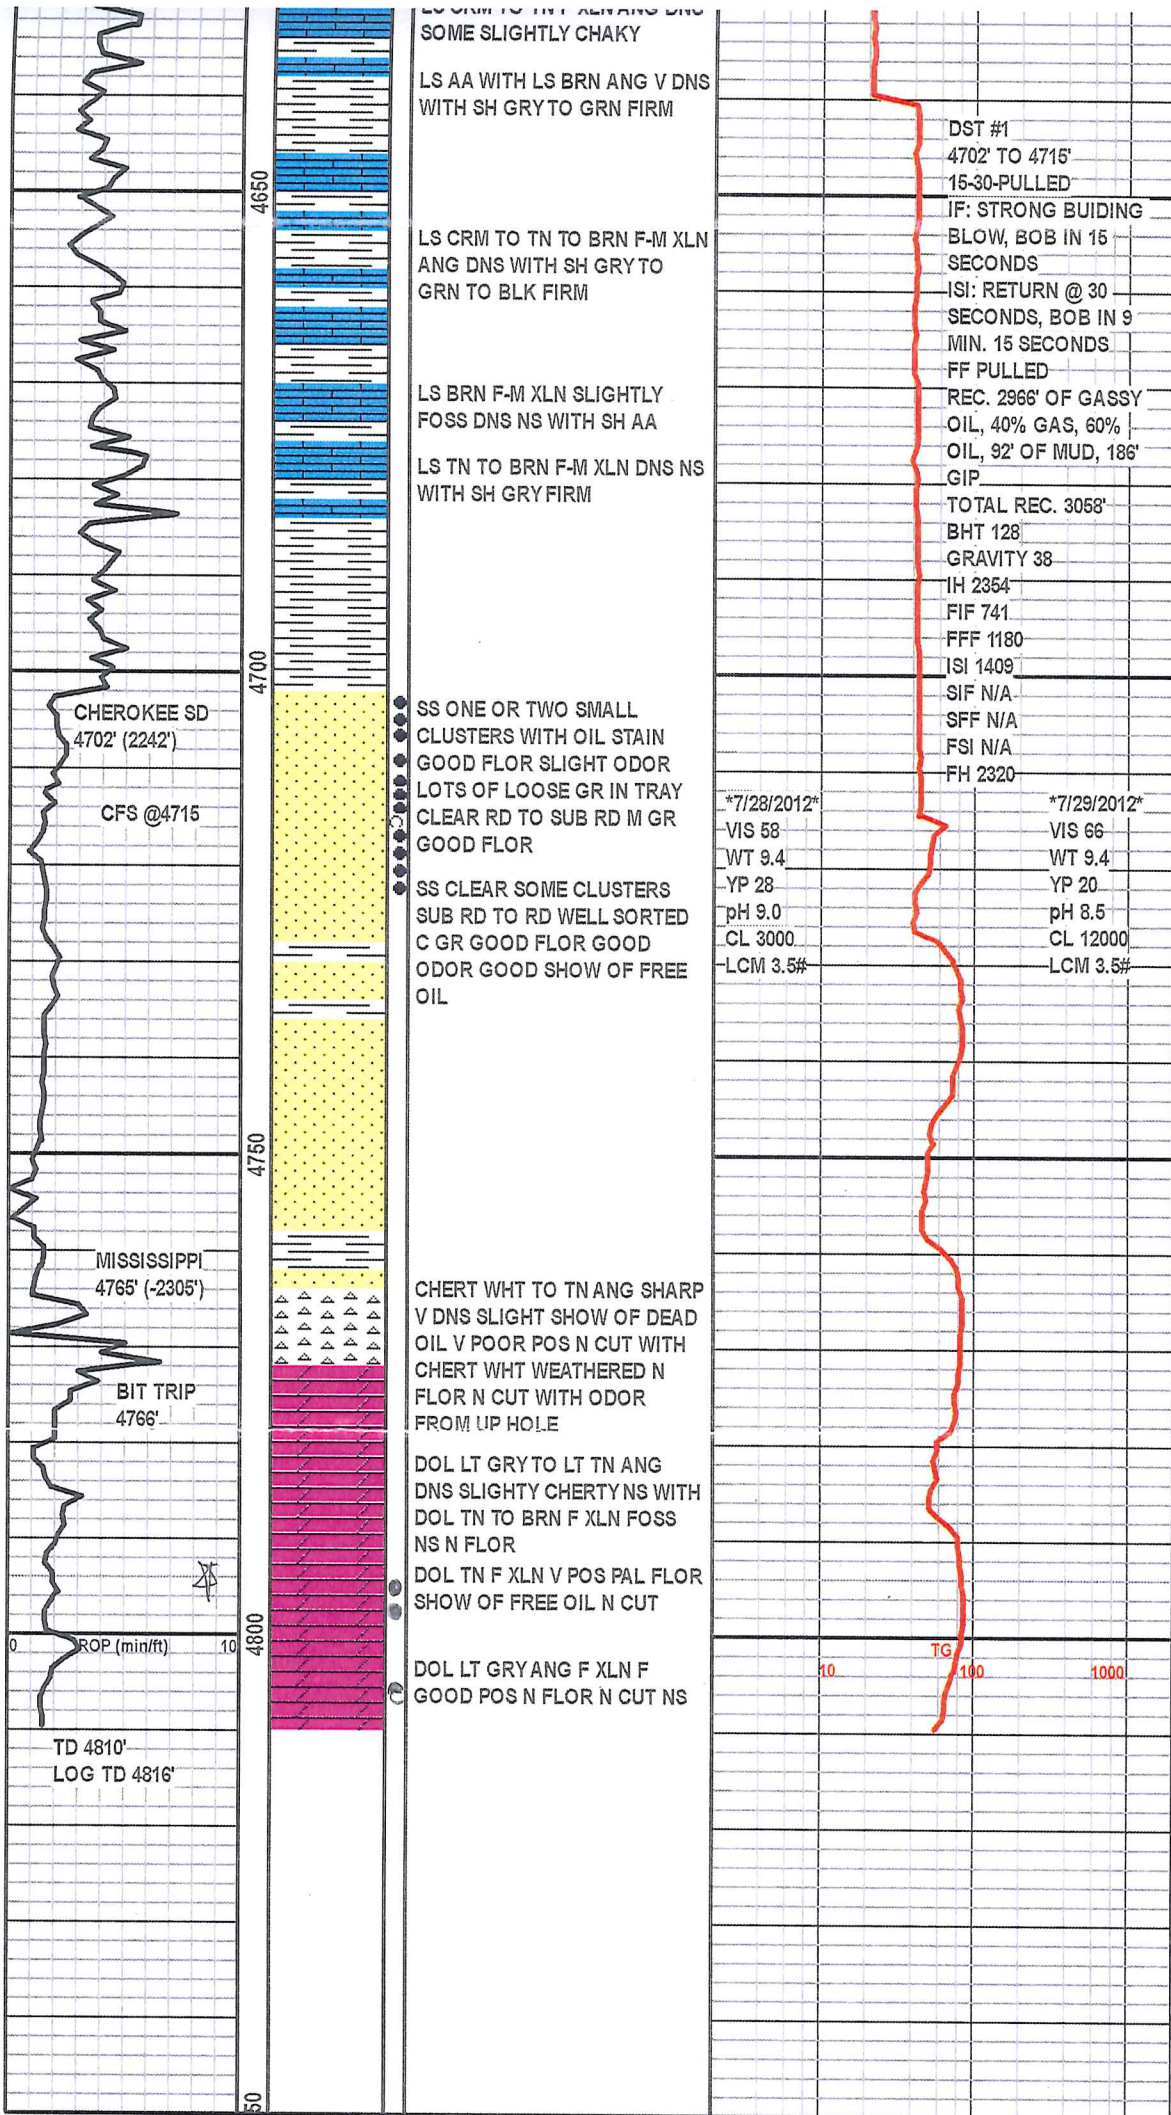 SOME SLIGHTLY CHAKY
LS AA WITH LS BRN ANG V DNS
WITH SH GRY TO GRN FIRM
4650
LS CRM TO TN TO BRN F-M XLN
ANG DNS WITH SH GRY TO
GRN TO BLK FIRM
LS BRN F-M XLN SLIGHTLY
FOSS DNS NS WITH SH AA
LS TN TO BRN F-M XLN DNS NS
WITH SH GRY FIRM
4700
CHEROKEE SD
4702' (2242')
CFS @4715
SS ONE OR TWO SMALL
CLUSTERS WITH OIL STAIN
GOOD FLOR SLIGHT ODOR
LOTS OF LOOSE GR IN TRAY
CLEAR RD TO SUB RD M GR
GOOD FLOR
SS CLEAR SOME CLUSTERS
SUB RD TO RD WELL SORTED
C GR GOOD FLOR GOOD
ODOR GOOD SHOW OF FREE
OIL
DST #1
4702' TO 4715'
15-30-PULLED
IF: STRONG BUIDING
BLOW, BOB IN 15
SECONDS
ISI: RETURN @ 30
SECONDS, BOB IN 9
MIN. 15 SECONDS
FF PULLED
REC. 2966' OF GASSY
OIL, 40% GAS, 60%
OIL, 92' OF MUD, 186'
GIP
TOTAL REC. 3058'
BHT 128
GRAVITY 38
IH 2354
FIF 741
FFF 1180
ISI 1409
SIF N/A
SFF N/A
FSI N/A
FH 2320
*7/28/2012*
VIS 58
WT 9.4
YP 28
pH 9.0
CL 3000
LCM 3.5#
*7/29/2012*
VIS 66
WT 9.4
YP 20
pH 8.5
CL 12000
LCM 3.5#
4750
MISSISSIPPI
4765' (-2305')
BIT TRIP
4766'
CHERT WHT TO TN ANG SHARP
V DNS SLIGHT SHOW OF DEAD
OIL V POOR POS N CUT WITH
CHERT WHT WEATHERED N
FLOR N CUT WITH ODOR
FROM UP HOLE
DOL LT GRY TO LT TN ANG
DNS SLIGHTY CHERTY NS WITH
DOL TN TO BRN F XLN FOSS
NS N FLOR
DOL TN F XLN V POS PAL FLOR
SHOW OF FREE OIL N CUT
4800
0 ROP (min/ft) 10
TG
10 100 1000
DOL LT GRY ANG F XLN F
GOOD POS N FLOR N CUT NS
TD 4810'
LOG TD 4816'
50